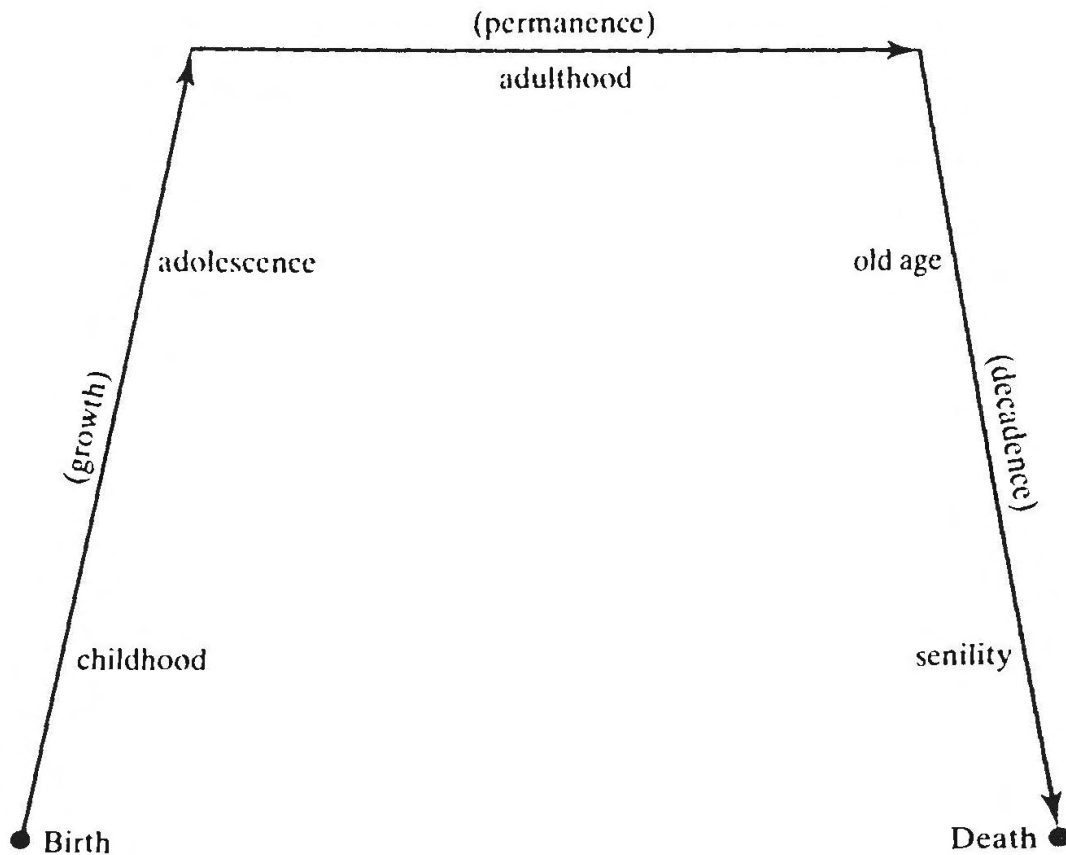 (permanence)
adulthood
adolescence
old age
(growth)
(decadence)
childhood
senility
Birth
Death